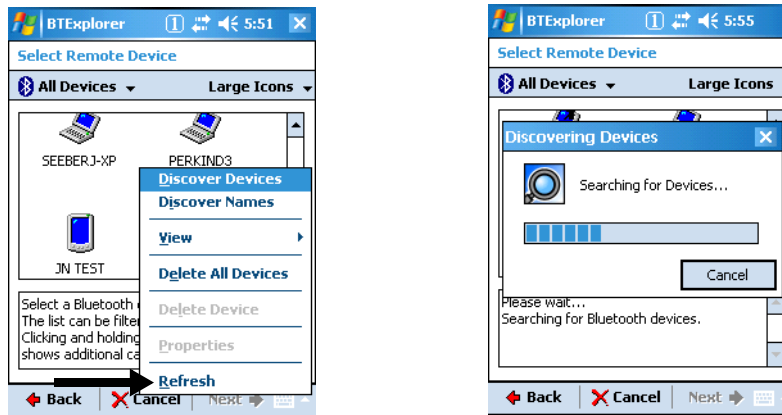 BTExplorer 1 5:51
Select Remote Device
All Devices Large Icons
SEEBERJ-XP PERKIND3
JN TEST
Discover Devices
Discover Names
View
Delete All Devices
Delete Device
Properties
Refresh
Select a Bluetooth
The list can be filter
Clicking and holding
shows additional ca
Back Cancel Next
BTExplorer 1 5:55
Select Remote Device
All Devices Large Icons
Discovering Devices
Searching for Devices...
Cancel
Please wait...
Searching for Bluetooth devices.
Back Cancel Next